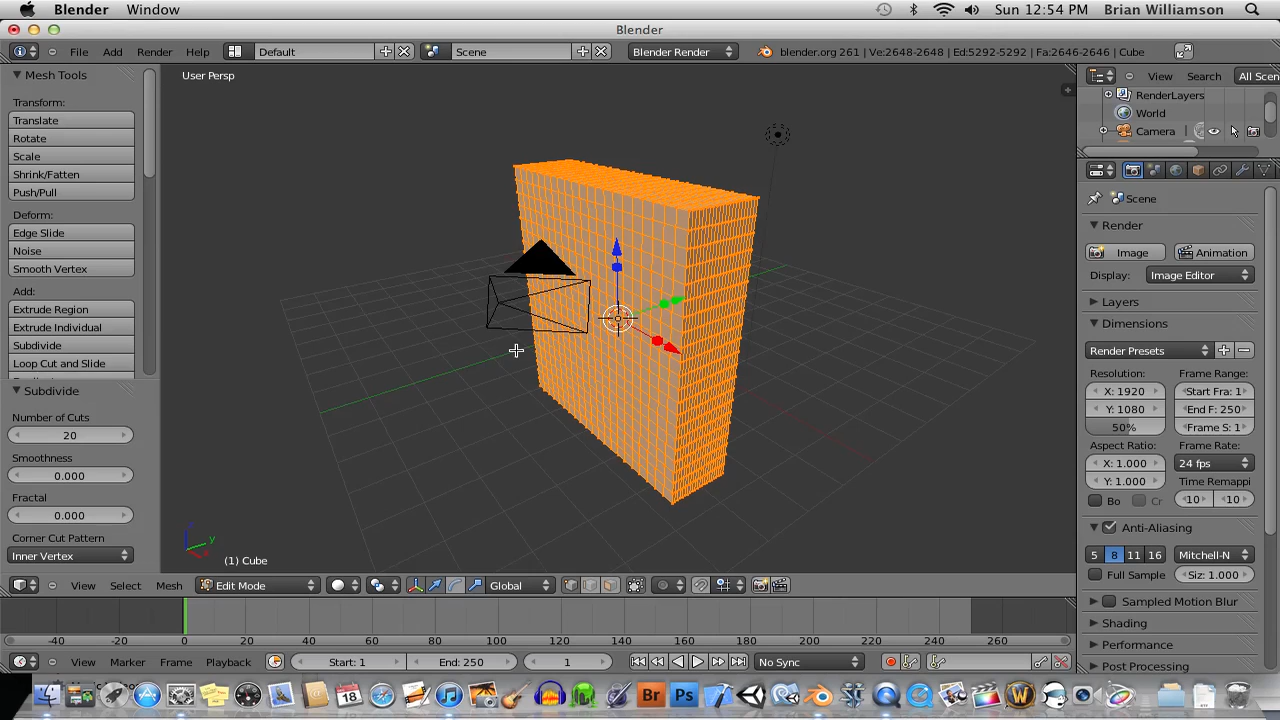 Blender Window Sun 12:54 PM Brian Williamson
Blender
File Add Render Help Default Scene Blender Render blender.org 261 | Ve:2648-2648 | Ed:5292-5292 | Fa:2646-2646 | Cube
Mesh Tools
Transform:
Translate
Rotate
Scale
Shrink/Fatten
Push/Pull
Deform:
Edge Slide
Noise
Smooth Vertex
Add:
Extrude Region
Extrude Individual
Subdivide
Loop Cut and Slide
Subdivide
Number of Cuts
20
Smoothness
0.000
Fractal
0.000
Corner Cut Pattern
Inner Vertex
User Persp
z
y
(1) Cube
View Search All Scen
RenderLayers
World
Camera
Scene
Render
Image Animation
Display: Image Editor
Layers
Dimensions
Render Presets
Resolution: Frame Range:
X: 1920 Start Fra: 1
Y: 1080 End F: 250
50% Frame S: 1
Aspect Ratio: Frame Rate:
X: 1.000 24 fps
Y: 1.000 Time Remappi
Bo Cr 10 10
Anti-Aliasing
5 8 11 16 Mitchell-N
Full Sample Siz: 1.000
Sampled Motion Blur
Shading
Performance
Post Processing
View Select Mesh Edit Mode Global
-40 -20 0 20 40 60 80 100 120 140 160 180 200 220 240 260
View Marker Frame Playback Start: 1 End: 250 1 No Sync
18 Br Ps W